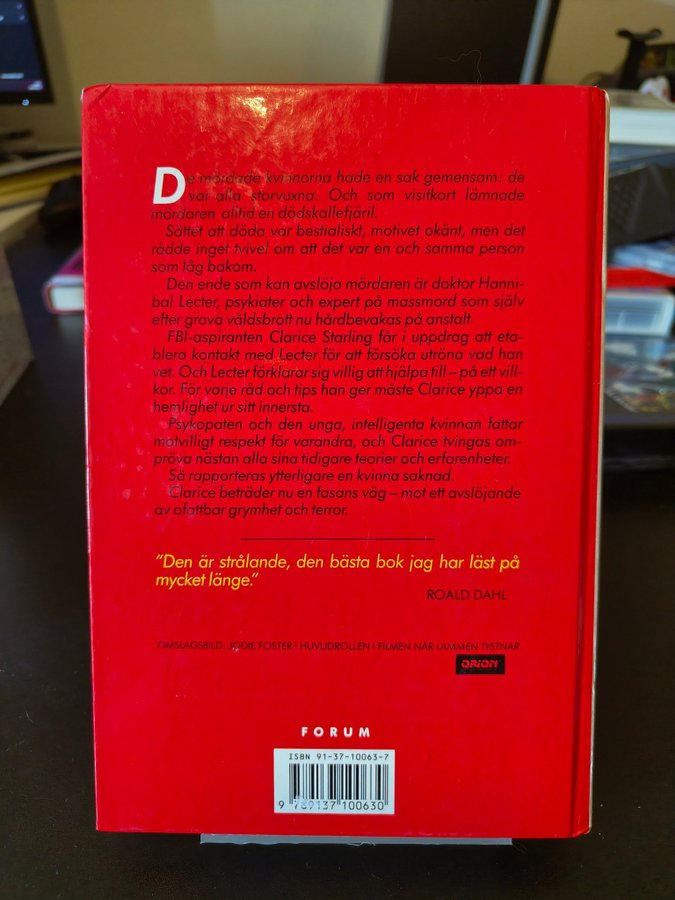 De mördade kvinnorna hade en sak gemensam: de
var alla storvuxna. Och som visitkort lämnade
mördaren alltid en dödskallefjäril.
Sättet att döda var bestialiskt, motivet okänt, men det
rådde inget tvivel om att det var en och samma person
som låg bakom.
Den ende som kan avslöja mördaren är doktor Hanni-
bal Lecter, psykiater och expert på massmord som själv
efter grova våldsbrott nu hårdbevakas på anstalt.
FBI-aspiranten Clarice Starling får i uppdrag att eta-
blera kontakt med Lecter för att försöka utröna vad han
vet. Och Lecter förklarar sig villig att hjälpa till – på ett vill-
kor. För varje råd och tips han ger måste Clarice yppa en
hemlighet ur sitt innersta.
Psykopaten och den unga, intelligenta kvinnan fattar
motvilligt respekt för varandra, och Clarice tvingas om-
pröva nästan alla sina tidigare teorier och erfarenheter.
Så rapporteras ytterligare en kvinna saknad.
Clarice beträder nu en fasans väg – mot ett avslöjande
av ofattbar grymhet och terror.
"Den är strålande, den bästa bok jag har läst på
mycket länge."
ROALD DAHL
OMSLAGSBILD: JODIE FOSTER I HUVUDROLLEN I FILMEN NÄR LAMMEN TYSTNAR
ORION
FORUM
ISBN 91-37-10063-7
9 789137 100630